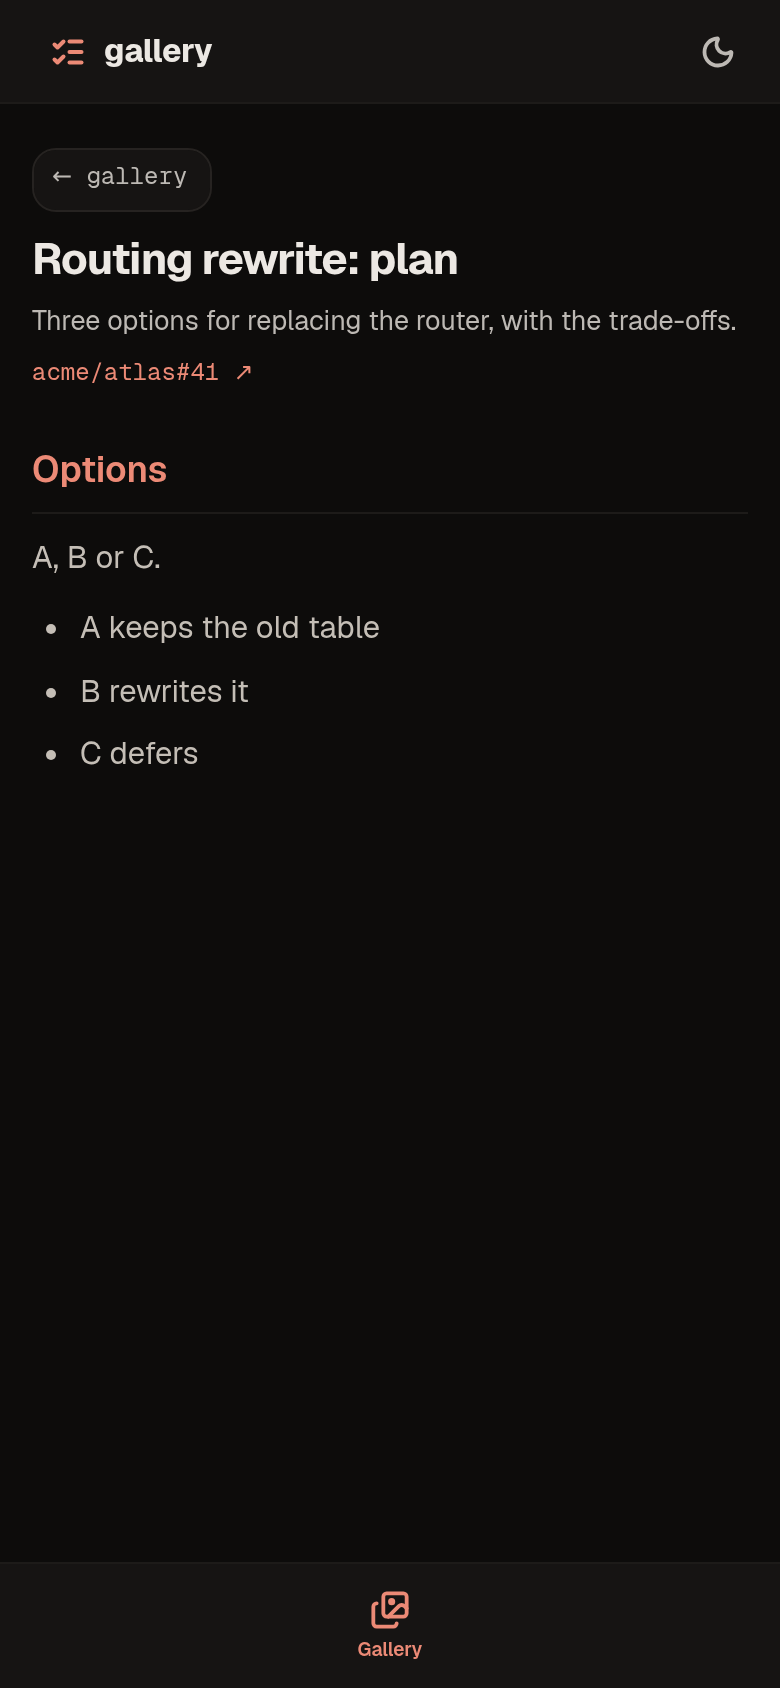 gallery
← gallery
Routing rewrite: plan
Three options for replacing the router, with the trade-offs.
acme/atlas#41 ↗
Options
A, B or C.
• A keeps the old table
• B rewrites it
• C defers
Gallery